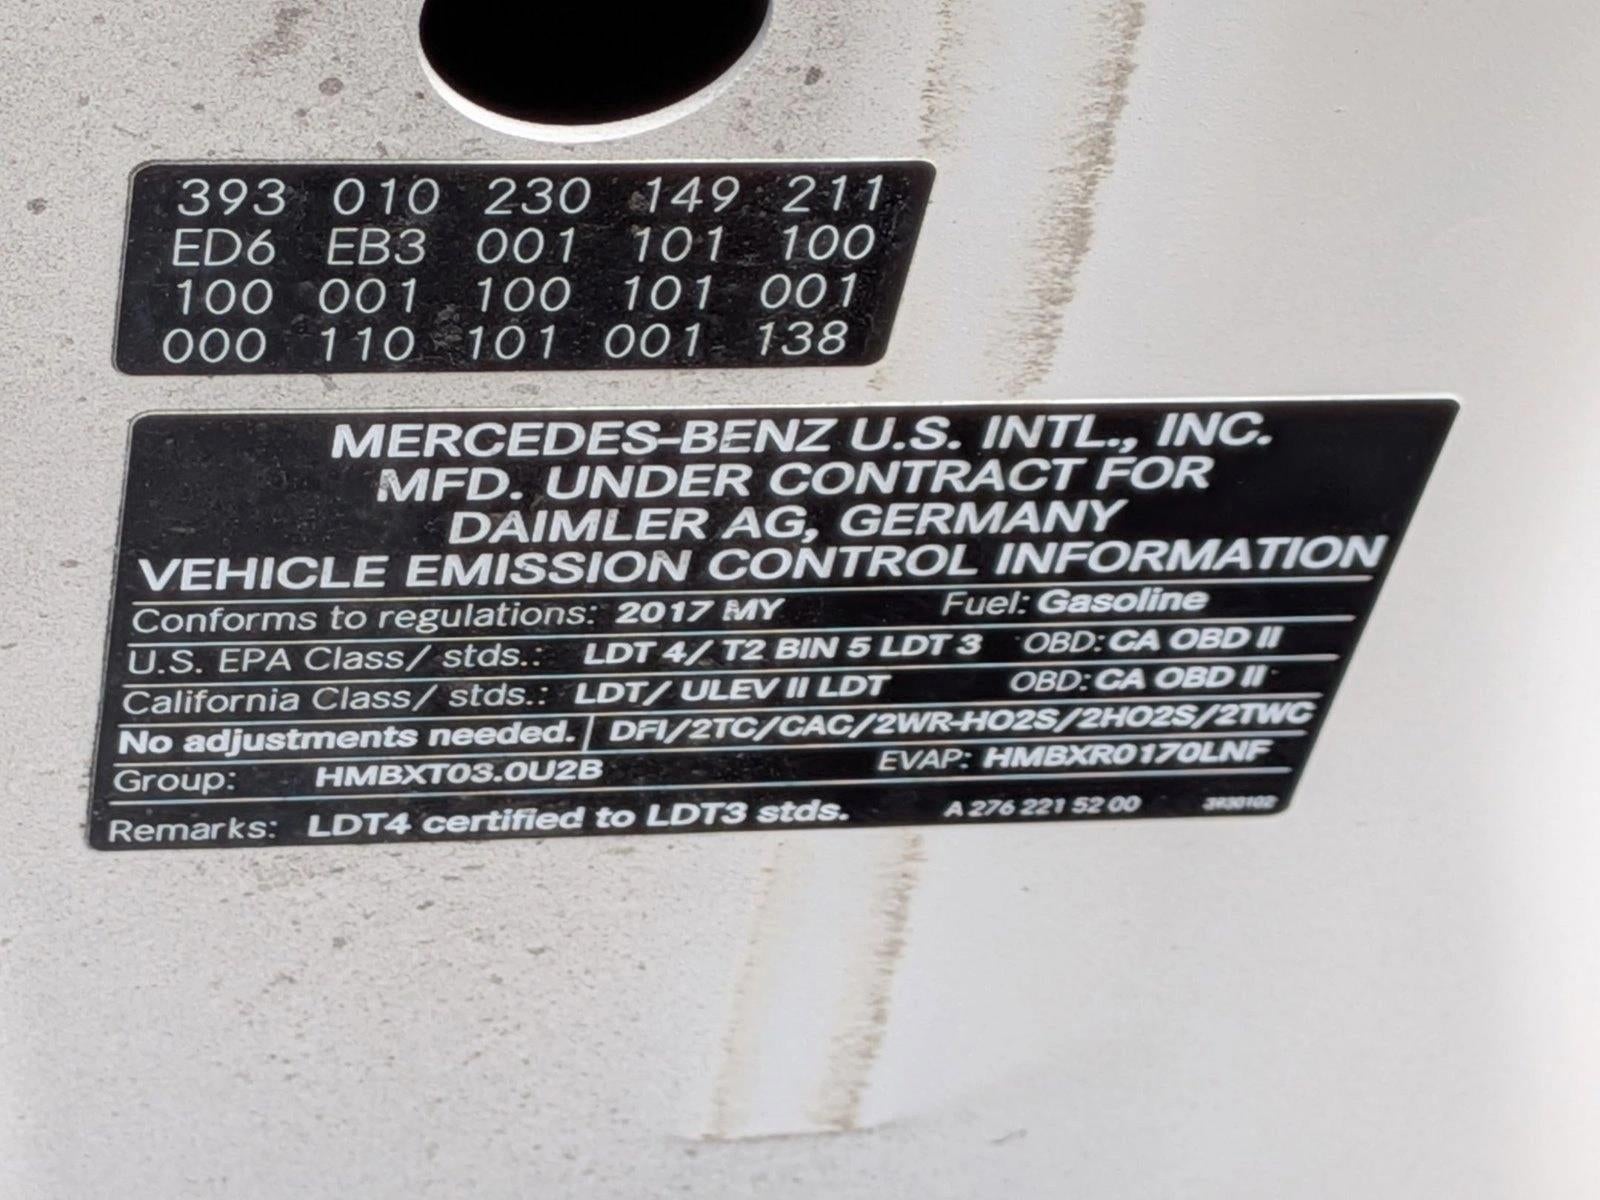 393 010 230 149 211
ED6 EB3 001 101 100
100 001 100 101 001
000 110 101 001 138
MERCEDES-BENZ U.S. INTL., INC.
MFD. UNDER CONTRACT FOR
DAIMLER AG, GERMANY
VEHICLE EMISSION CONTROL INFORMATION
Conforms to regulations: 2017 MY Fuel: Gasoline
U.S. EPA Class/ stds.: LDT 4/ T2 BIN 5 LDT 3 OBD: CA OBD II
California Class/ stds.: LDT/ ULEV II LDT OBD: CA OBD II
No adjustments needed. DFI/2TC/CAC/2WR-HO2S/2HO2S/2TWC
Group: HMBXT03.0U2B EVAP: HMBXR0170LNF
Remarks: LDT4 certified to LDT3 stds. A 276 221 52 00